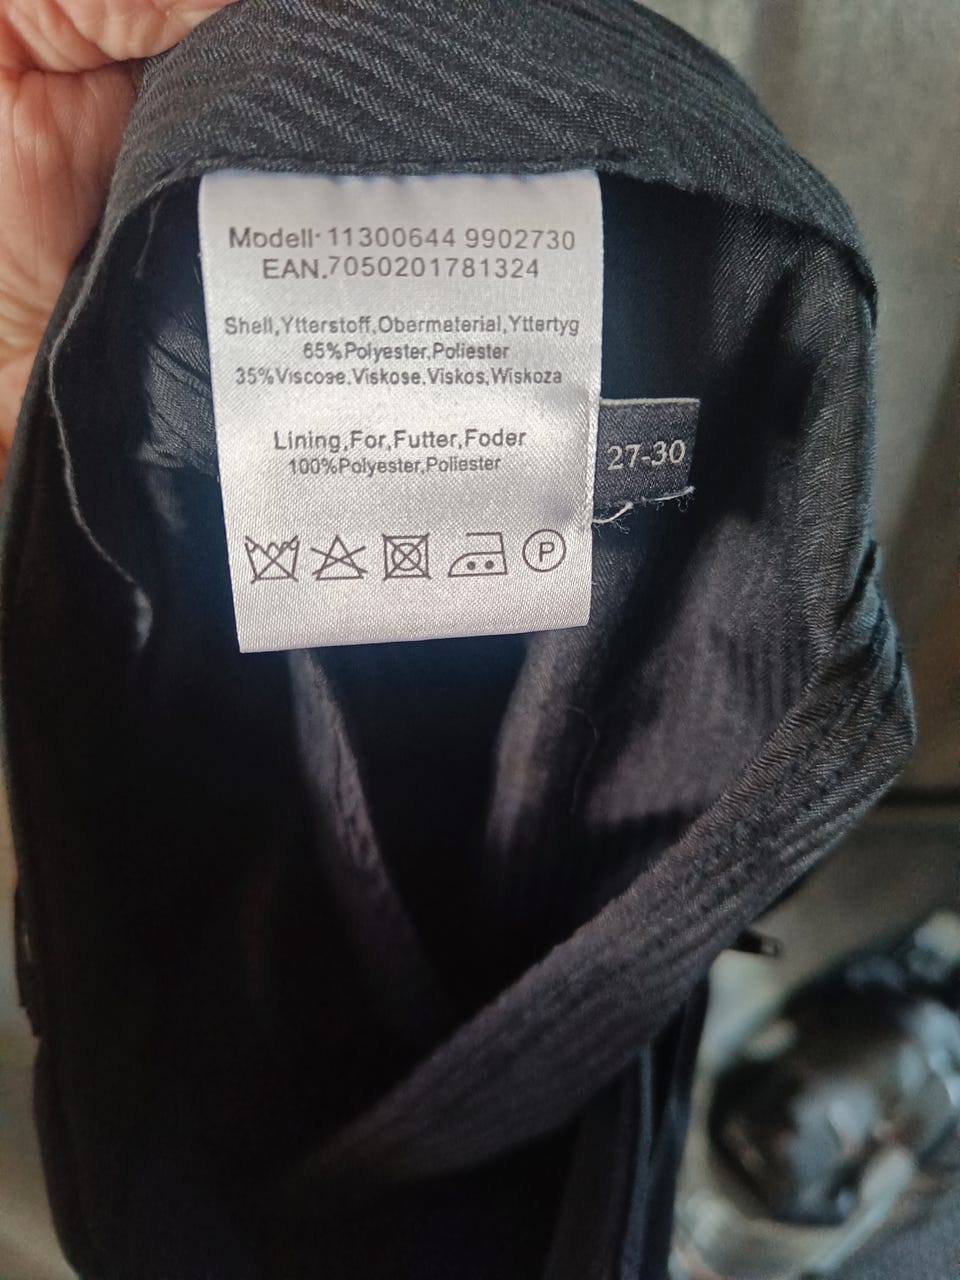 Modell· 11300644 9902730
EAN.7050201781324
Shell,Ytterstoff,Obermaterial,Yttertyg
65%Polyester,Poliester
35%Viscose,Viskose,Viskos,Wiskoza
Lining,For,Futter,Foder
100%Polyester,Poliester
P
27-30